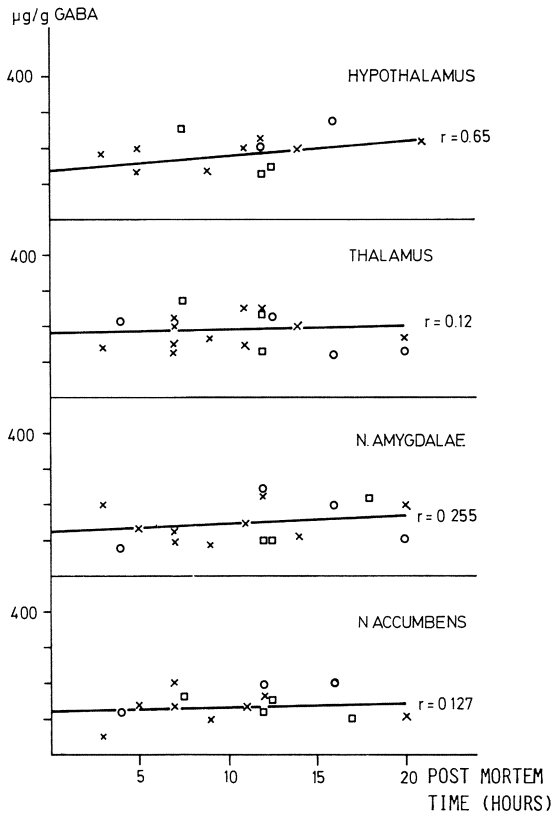 µg/g GABA
400
HYPOTHALAMUS
r=0.65
400
THALAMUS
r=0.12
400
N. AMYGDALAE
r=0 255
400
N ACCUMBENS
r=0 127
5 10 15 20 POST MORTEM
TIME (HOURS)